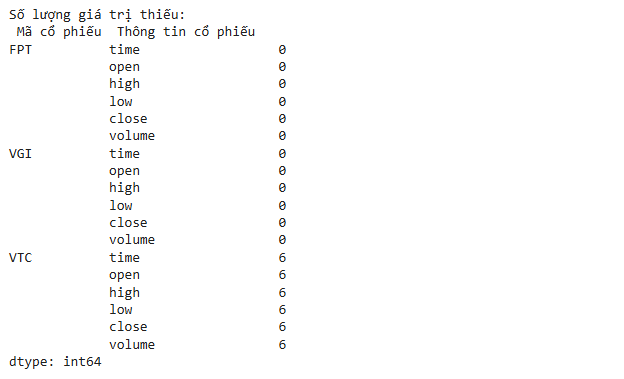 Số lượng giá trị thiếu:
Mã cổ phiếu Thông tin cổ phiếu
FPT time 0
open 0
high 0
low 0
close 0
volume 0
VGI time 0
open 0
high 0
low 0
close 0
volume 0
VTC time 6
open 6
high 6
low 6
close 6
volume 6
dtype: int64